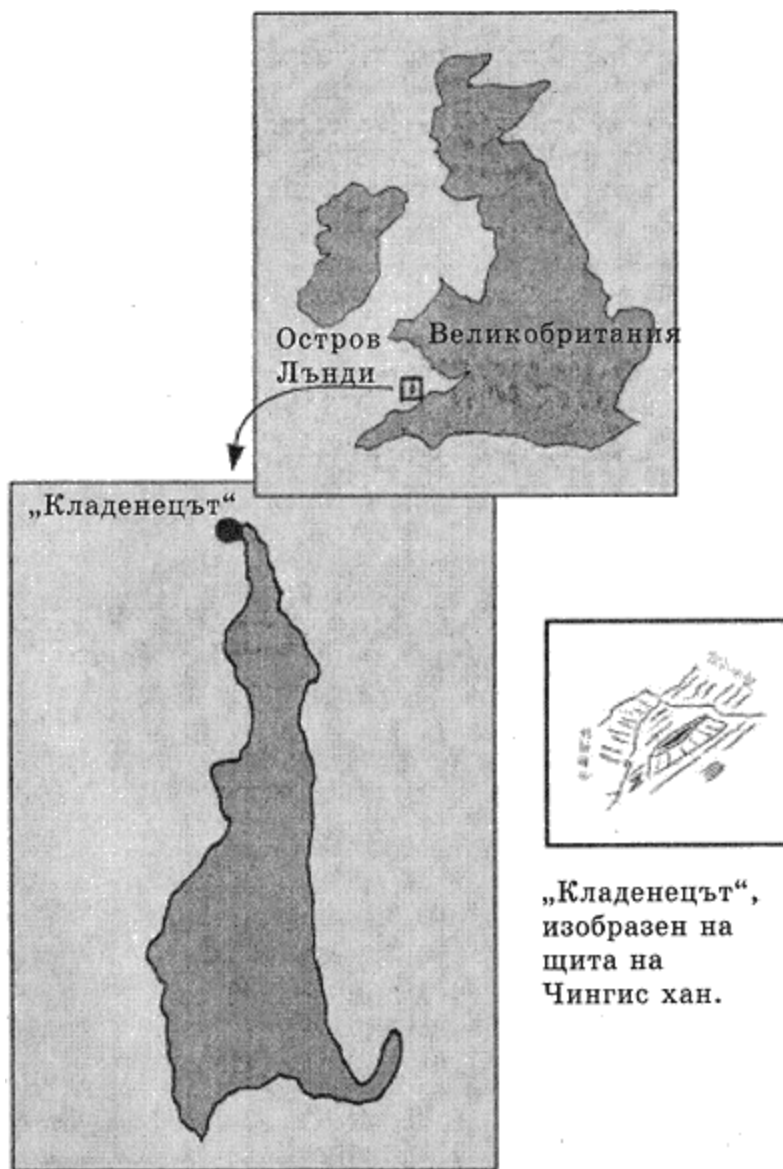 Остров
Лънди
Великобритания
„Кладенецът“
„Кладенецът“,
изобразен на
щита на
Чингис хан.